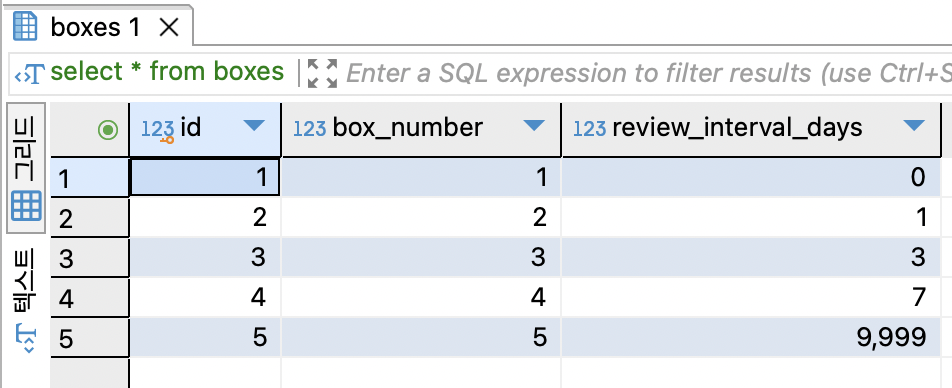 boxes 1
select * from boxes Enter a SQL expression to filter results (use Ctrl+S
그리드
텍스트
123 id 123 box_number 123 review_interval_days
1 1 1 0
2 2 2 1
3 3 3 3
4 4 4 7
5 5 5 9,999